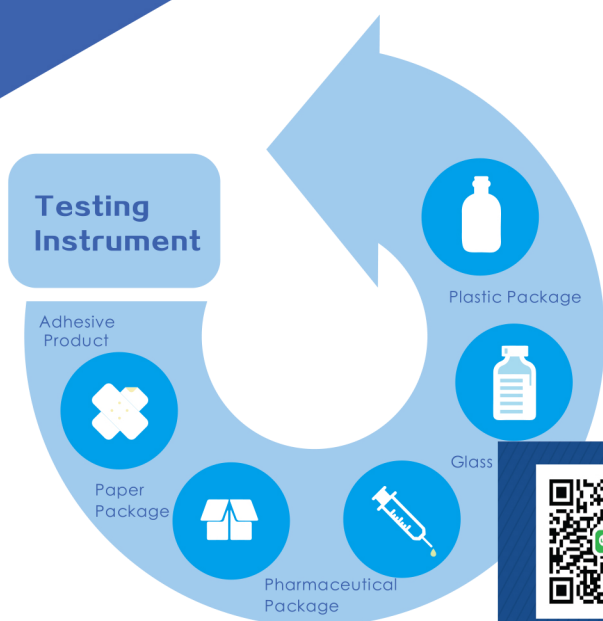 Testing
Instrument
Plastic Package
Adhesive
Product
Glass
Paper
Package
Pharmaceutical
Package